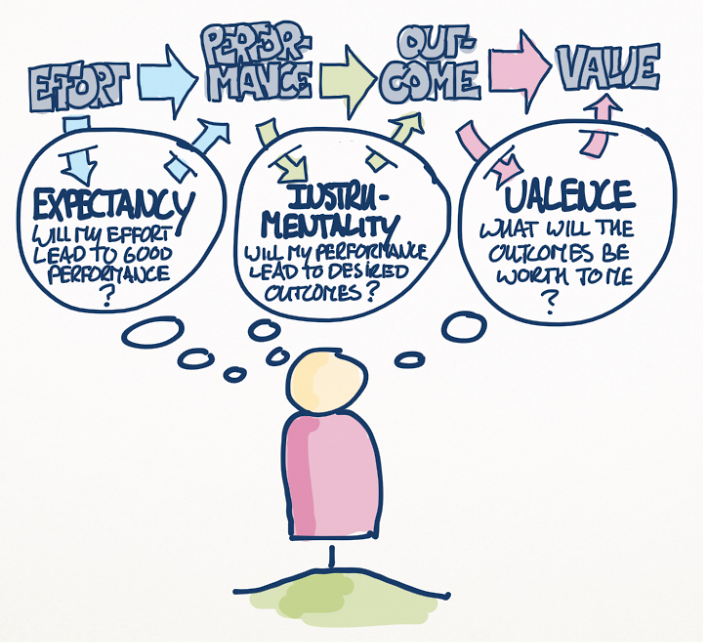 EFFORT
PERFOR-
MANCE
OUT-
COME
VALUE
EXPECTANCY
WILL MY EFFORT
LEAD TO GOOD
PERFORMANCE
?
INSTRU-
MENTALITY
WILL MY PERFORMANCE
LEAD TO DESIRED
OUTCOMES?
VALENCE
WHAT WILL THE
OUTCOMES BE
WORTH TO ME
?